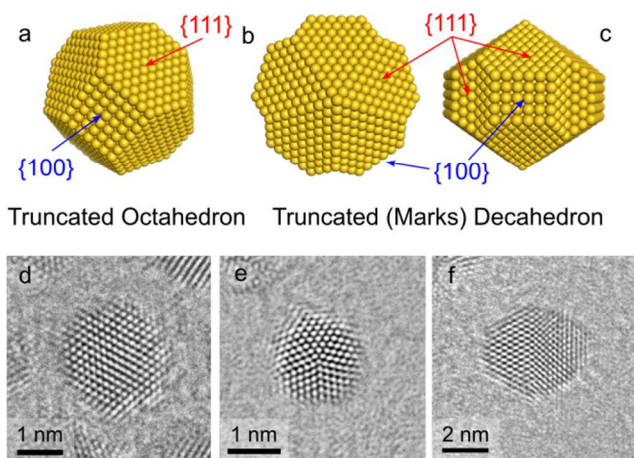 a
{111}
{100}
b
{111}
{100}
c
Truncated Octahedron
Truncated (Marks) Decahedron
d
1 nm
e
1 nm
f
2 nm